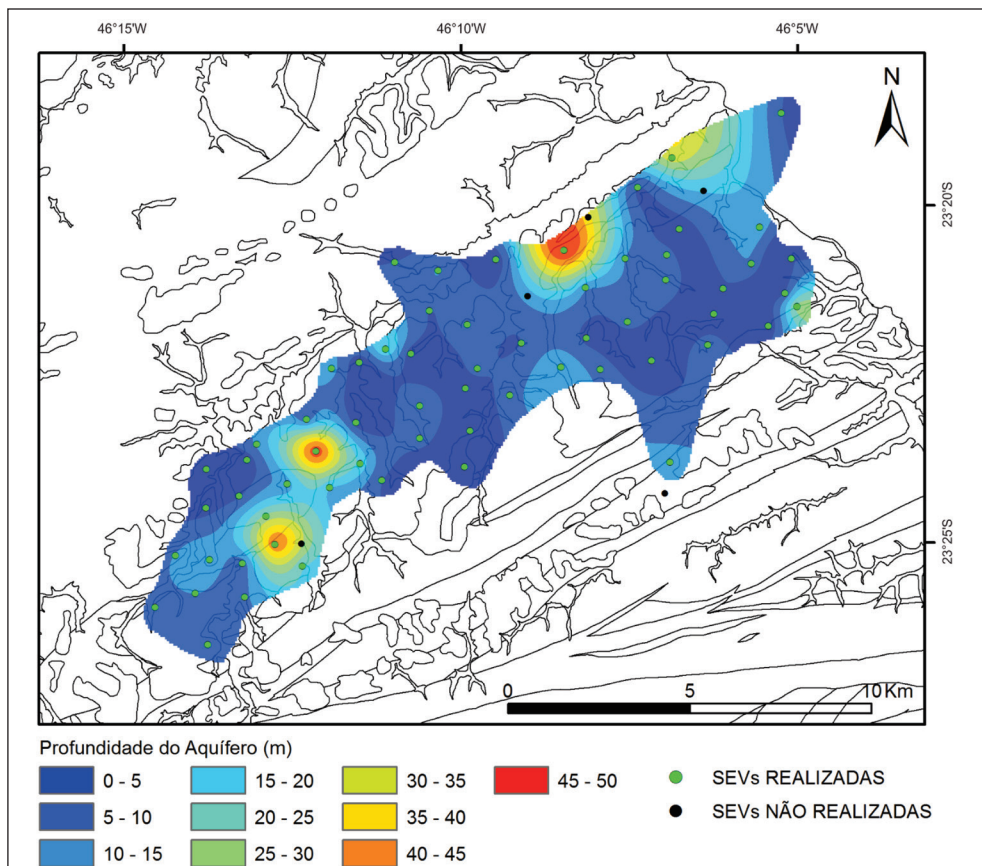 46°15'W 46°10'W 46°5'W
N
23°20'S
23°25'S
0 5 10 Km
Profundidade do Aquífero (m)
0 - 5 15 - 20 30 - 35 45 - 50 SEVs REALIZADAS
5 - 10 20 - 25 35 - 40 SEVs NÃO REALIZADAS
10 - 15 25 - 30 40 - 45